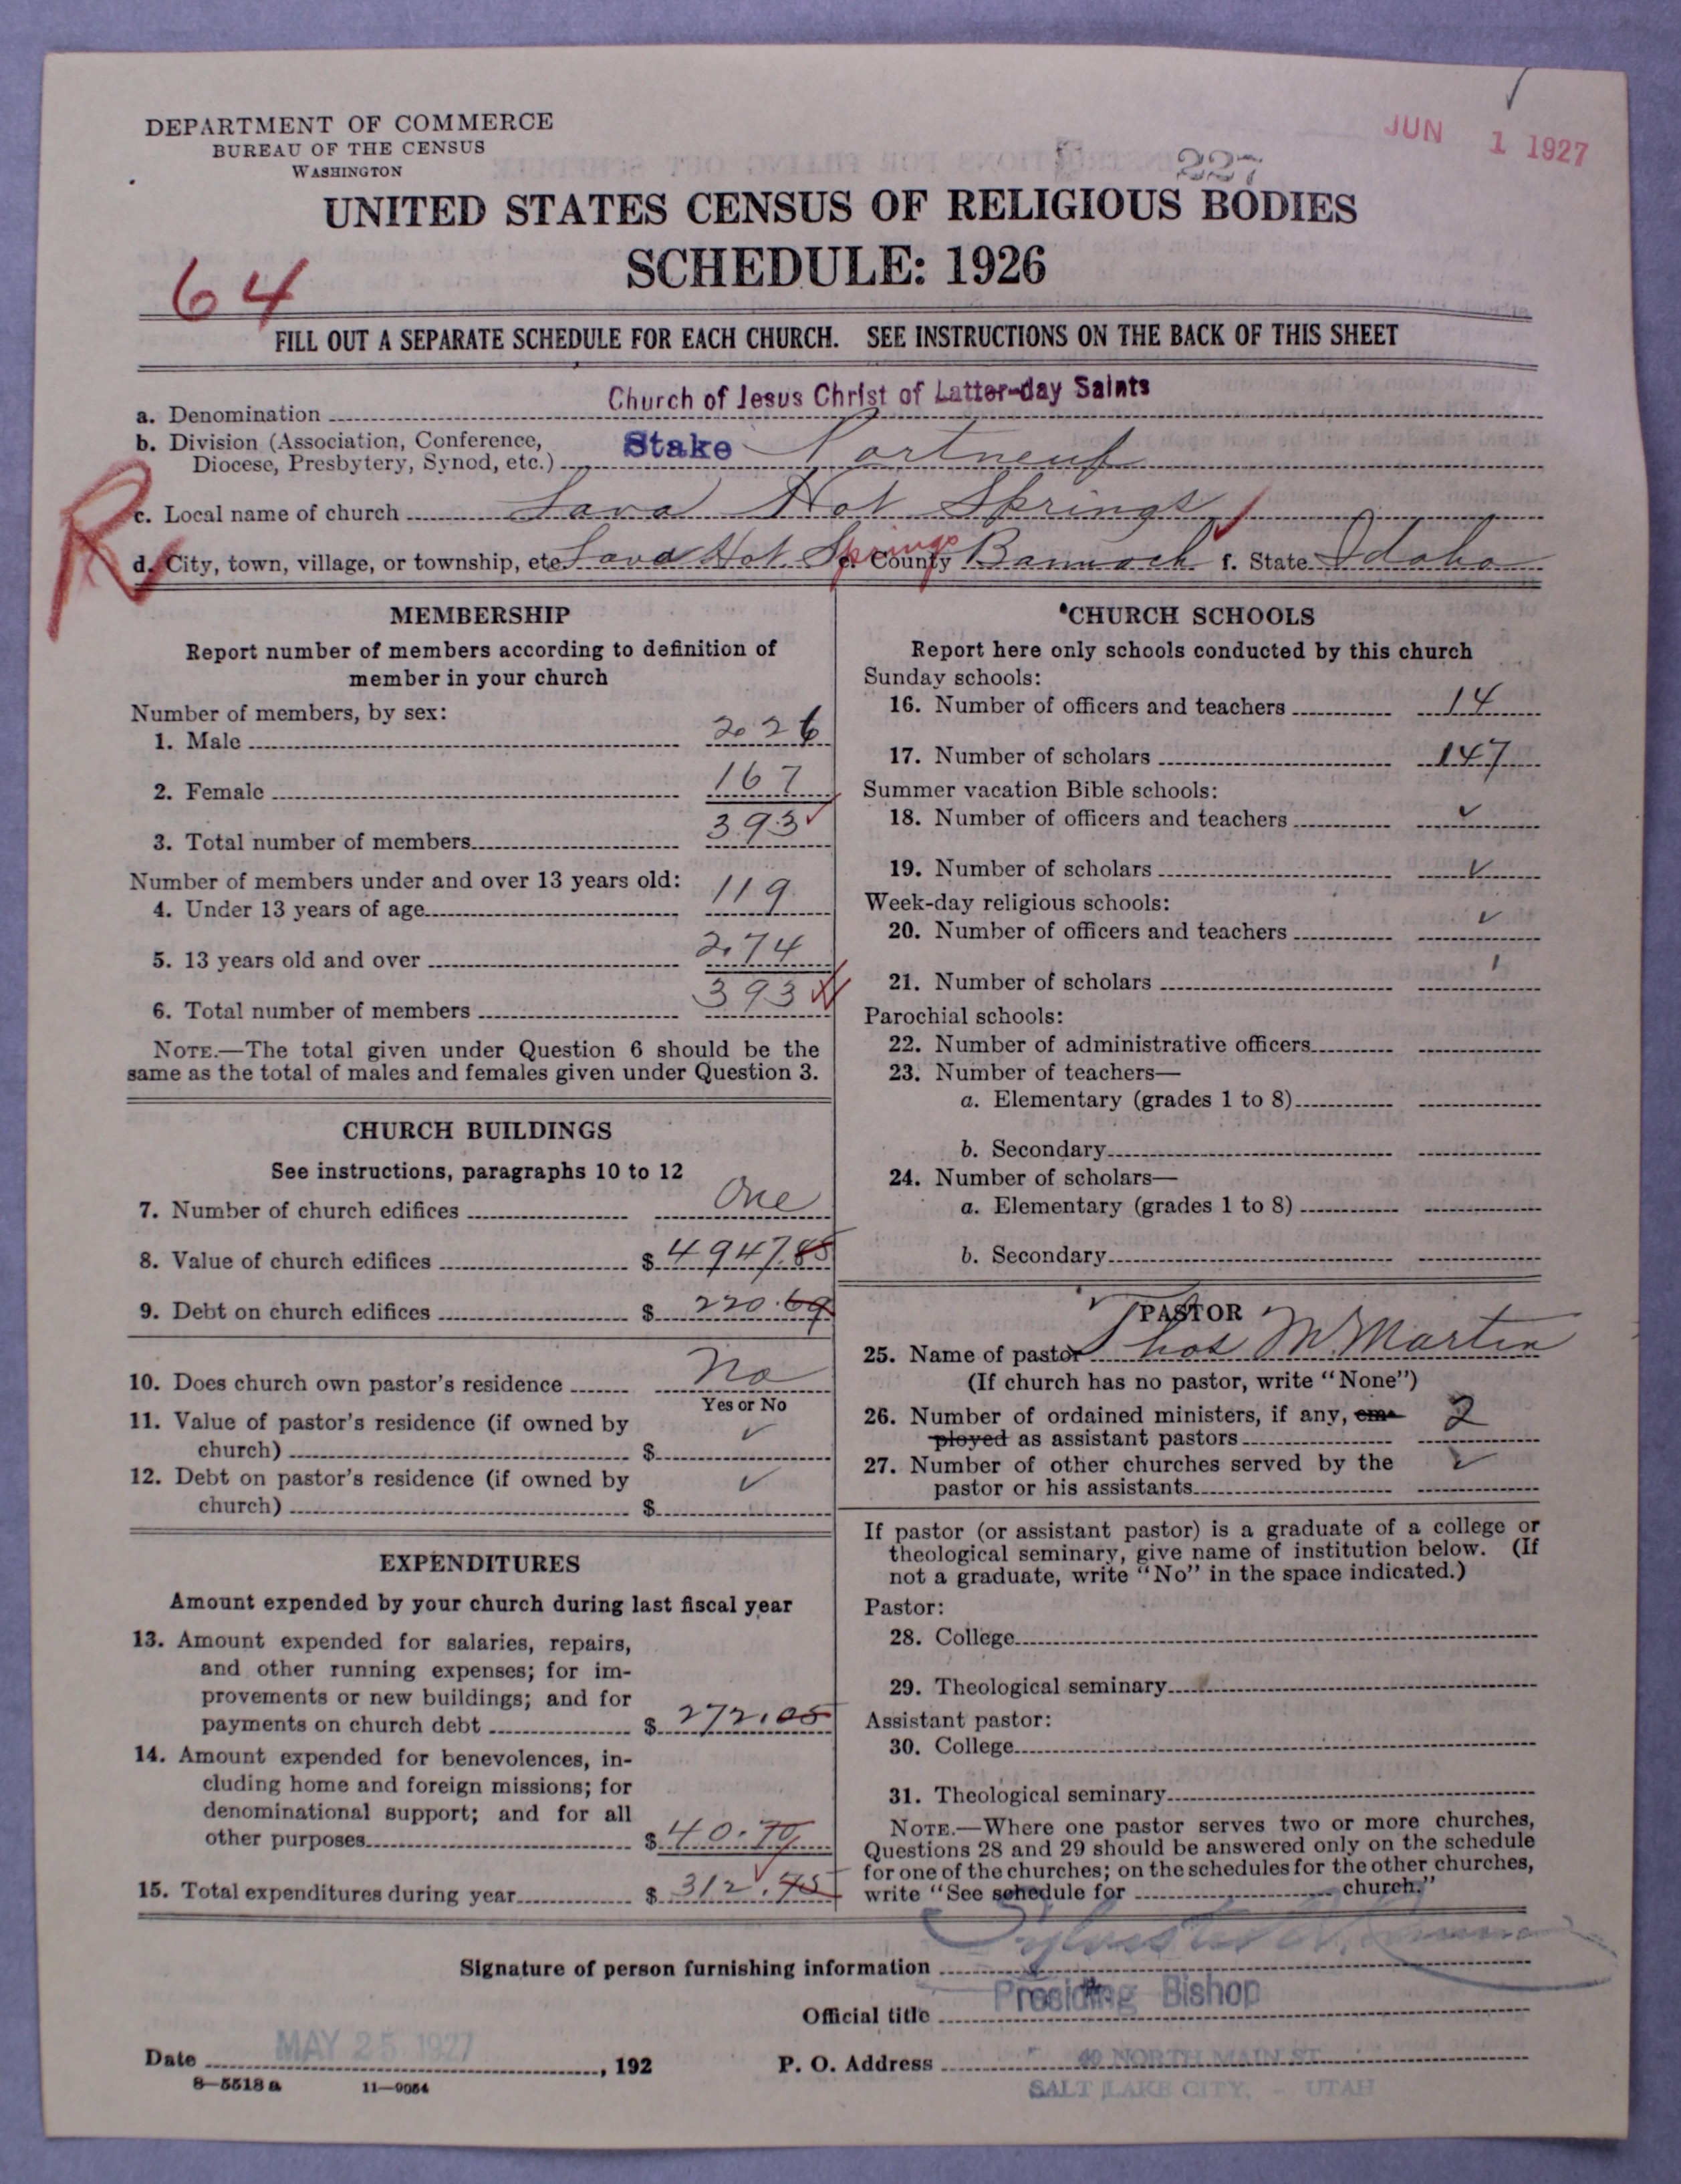 DEPARTMENT OF COMMERCE
BUREAU OF THE CENSUS
WASHINGTON
JUN 1 1927
227
UNITED STATES CENSUS OF RELIGIOUS BODIES
SCHEDULE: 1926
64
FILL OUT A SEPARATE SCHEDULE FOR EACH CHURCH. SEE INSTRUCTIONS ON THE BACK OF THIS SHEET
a. Denomination Church of Jesus Christ of Latter-day Saints
b. Division (Association, Conference,
Diocese, Presbytery, Synod, etc.) Stake Portneuf
R
c. Local name of church Lava Hot Springs
d. City, town, village, or township, etc. Lava Hot Springs e. County Bannock f. State Idaho
MEMBERSHIP
Report number of members according to definition of
member in your church
Number of members, by sex:
1. Male 226
2. Female 167
3. Total number of members 393
Number of members under and over 13 years old:
4. Under 13 years of age 119
5. 13 years old and over 274
6. Total number of members 393
NOTE.—The total given under Question 6 should be the
same as the total of males and females given under Question 3.
CHURCH BUILDINGS
See instructions, paragraphs 10 to 12
7. Number of church edifices One
8. Value of church edifices $ 4947.85
9. Debt on church edifices $ 220.69
10. Does church own pastor's residence No
Yes or No
11. Value of pastor's residence (if owned by
church) $ ✓
12. Debt on pastor's residence (if owned by
church) $ ✓
EXPENDITURES
Amount expended by your church during last fiscal year
13. Amount expended for salaries, repairs,
and other running expenses; for im-
provements or new buildings; and for
payments on church debt $ 272.05
14. Amount expended for benevolences, in-
cluding home and foreign missions; for
denominational support; and for all
other purposes $ 40.70
15. Total expenditures during year $ 312.75
CHURCH SCHOOLS
Report here only schools conducted by this church
Sunday schools:
16. Number of officers and teachers 14
17. Number of scholars 147
Summer vacation Bible schools:
18. Number of officers and teachers ✓
19. Number of scholars ✓
Week-day religious schools:
20. Number of officers and teachers ✓
21. Number of scholars
Parochial schools:
22. Number of administrative officers
23. Number of teachers—
a. Elementary (grades 1 to 8)
b. Secondary
24. Number of scholars—
a. Elementary (grades 1 to 8)
b. Secondary
PASTOR
25. Name of pastor Thos M. Martin
(If church has no pastor, write "None")
26. Number of ordained ministers, if any, em-
ployed as assistant pastors 2
27. Number of other churches served by the
pastor or his assistants ✓
If pastor (or assistant pastor) is a graduate of a college or
theological seminary, give name of institution below. (If
not a graduate, write "No" in the space indicated.)
Pastor:
28. College
29. Theological seminary
Assistant pastor:
30. College
31. Theological seminary
NOTE.—Where one pastor serves two or more churches,
Questions 28 and 29 should be answered only on the schedule
for one of the churches; on the schedules for the other churches,
write "See schedule for church."
Signature of person furnishing information
Official title Presiding Bishop
Date MAY 25 1927, 192
P. O. Address 40 NORTH MAIN ST.
SALT LAKE CITY, - UTAH
8—5518 a 11—9054